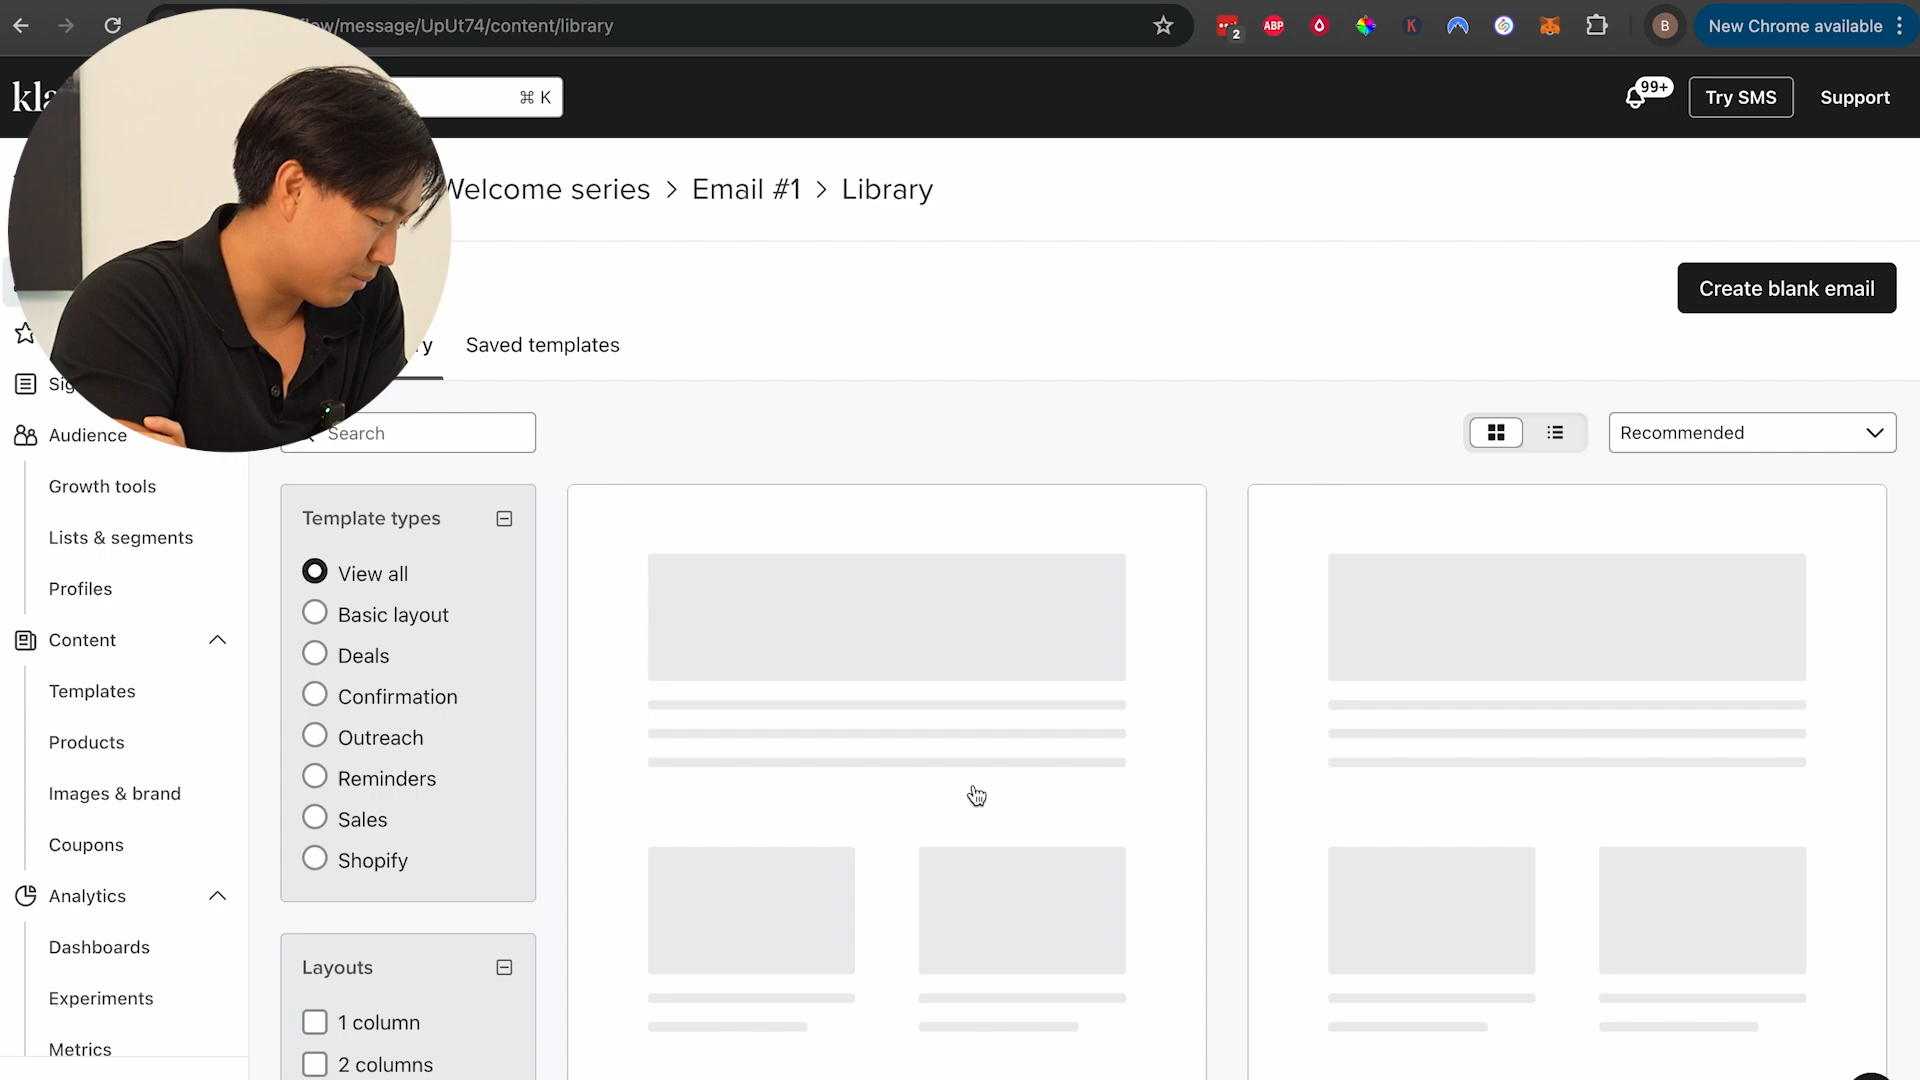 /message/UpUt74/content/library
2
ABP
K
B
New Chrome available
kla
⌘ K
99+
Try SMS
Support
Welcome series > Email #1 > Library
Create blank email
y
Saved templates
Search
Recommended
Audience
Growth tools
Lists & segments
Profiles
Content
Templates
Products
Images & brand
Coupons
Analytics
Dashboards
Experiments
Metrics
Template types
View all
Basic layout
Deals
Confirmation
Outreach
Reminders
Sales
Shopify
Layouts
1 column
2 columns